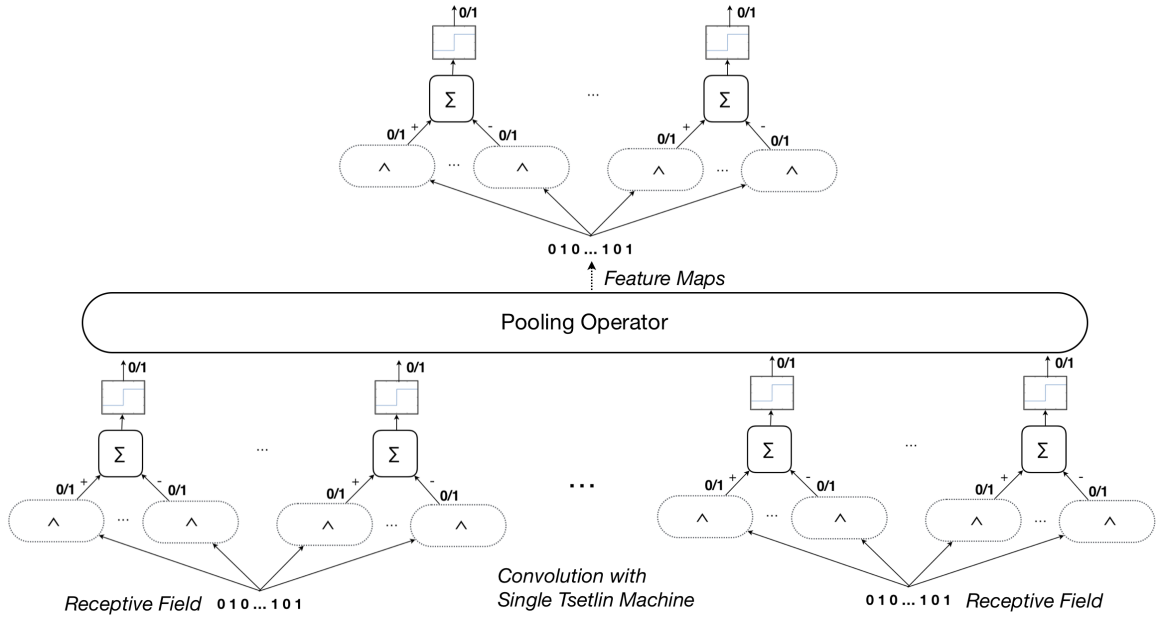 0/1 0/1
Σ ... Σ
0/1 + - 0/1 0/1 + - 0/1
∧ ... ∧ ∧ ... ∧
0 1 0 ... 1 0 1
Feature Maps
Pooling Operator
0/1 0/1 0/1 0/1
Σ ... Σ ... Σ ... Σ
0/1 + - 0/1 0/1 + - 0/1 0/1 + - 0/1 0/1 + - 0/1
∧ ... ∧ ∧ ... ∧ ∧ ... ∧ ∧ ... ∧
Convolution with
Single Tsetlin Machine
Receptive Field 0 1 0 ... 1 0 1
0 1 0 ... 1 0 1 Receptive Field